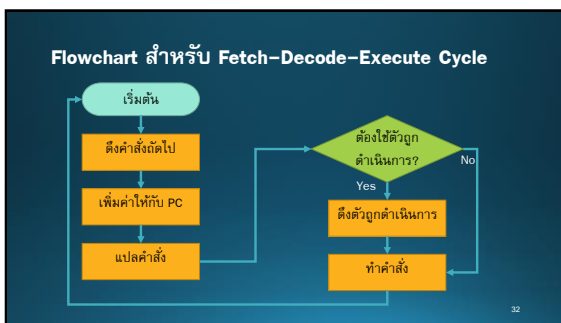 Flowchart สำหรับ Fetch–Decode–Execute Cycle
เริ่มต้น
ดึงคำสั่งถัดไป
เพิ่มค่าให้กับ PC
แปลคำสั่ง
ต้องใช้ตัวถูก
ดำเนินการ?
No
Yes
ดึงตัวถูกดำเนินการ
ทำคำสั่ง
32